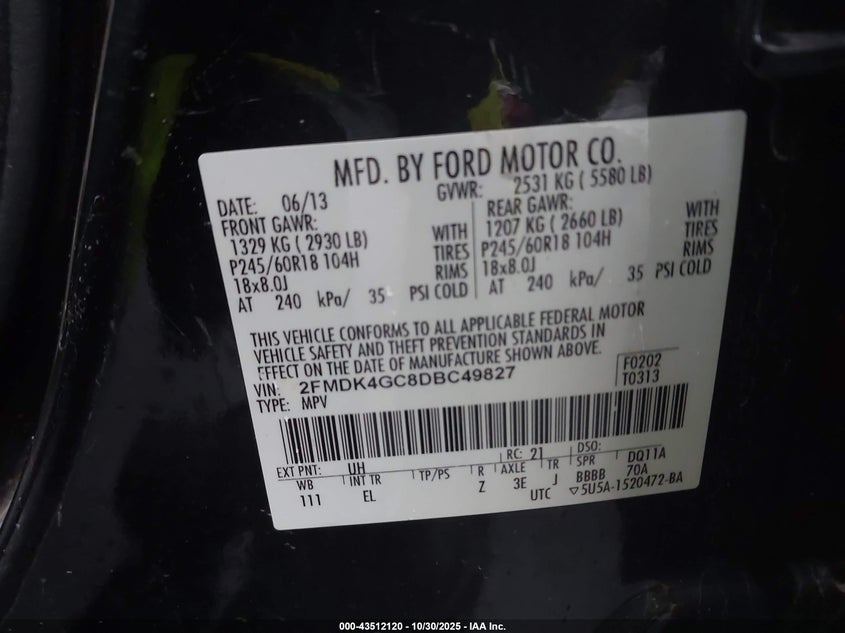 MFD. BY FORD MOTOR CO.
DATE: 06/13 GVWR: 2531 KG ( 5580 LB)
FRONT GAWR: REAR GAWR:
1329 KG ( 2930 LB) WITH 1207 KG ( 2660 LB) WITH
P245/60R18 104H TIRES P245/60R18 104H TIRES
18x8.0J RIMS 18x8.0J RIMS
AT 240 kPa/ 35 PSI COLD AT 240 kPa/ 35 PSI COLD
THIS VEHICLE CONFORMS TO ALL APPLICABLE FEDERAL MOTOR
VEHICLE SAFETY AND THEFT PREVENTION STANDARDS IN
EFFECT ON THE DATE OF MANUFACTURE SHOWN ABOVE.
VIN: 2FMDK4GC8DBC49827 F0202
TYPE: MPV T0313
EXT PNT: UH RC: 21 DSO:
WB INT TR TP/PS R AXLE TR SPR DQ11A
111 EL Z 3E J BBBB 70A
UTC ▽5U5A-1520472-BA
000-43512120 - 10/30/2025 - IAA Inc.